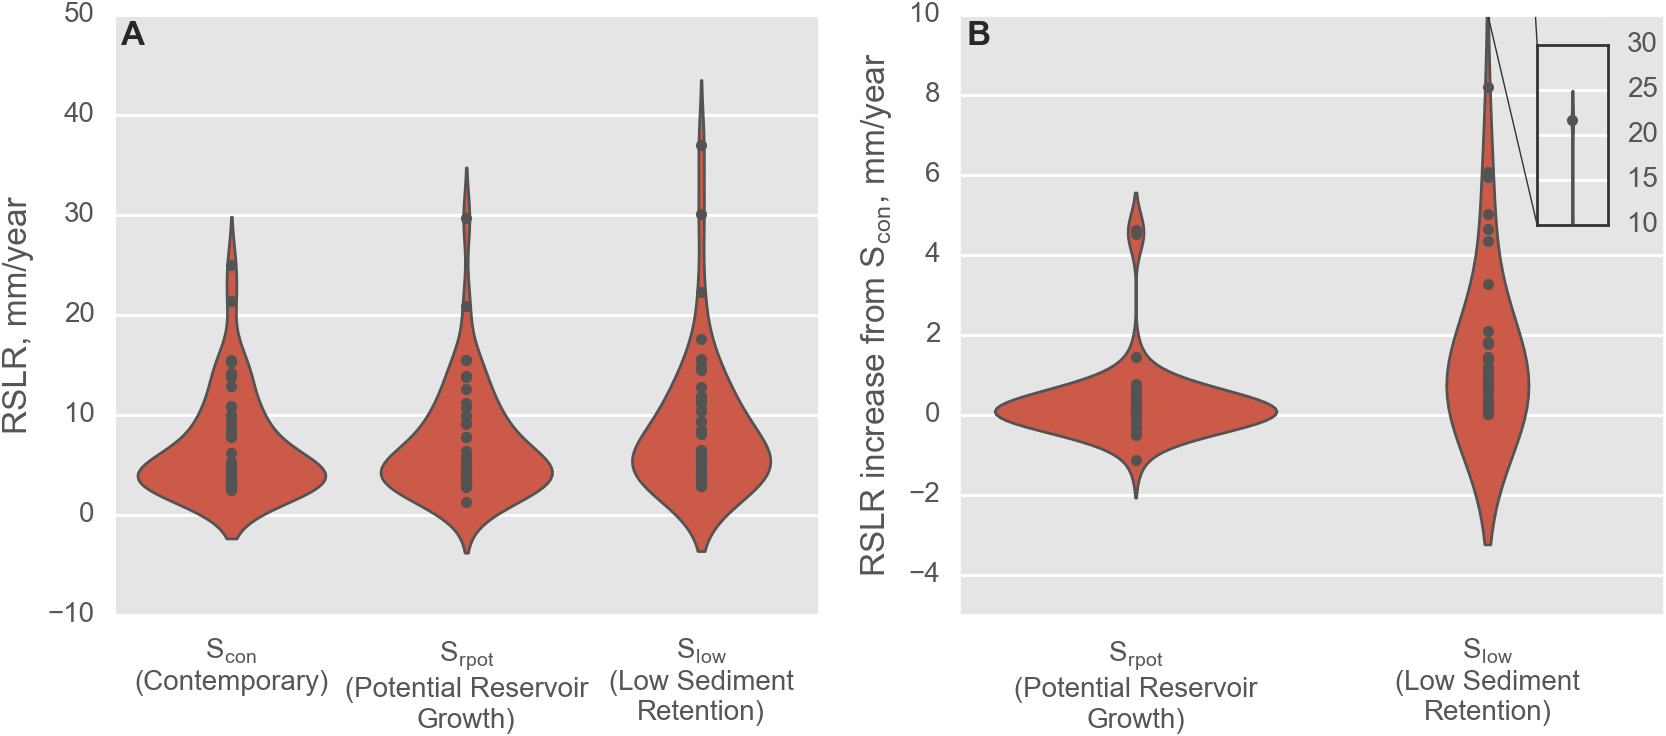 A
RSLR, mm/year
50
40
30
20
10
0
−10
Scon
(Contemporary)
Srpot
(Potential Reservoir
Growth)
Slow
(Low Sediment
Retention)
B
RSLR increase from Scon, mm/year
10
8
6
4
2
0
−2
−4
30
25
20
15
10
Srpot
(Potential Reservoir
Growth)
Slow
(Low Sediment
Retention)